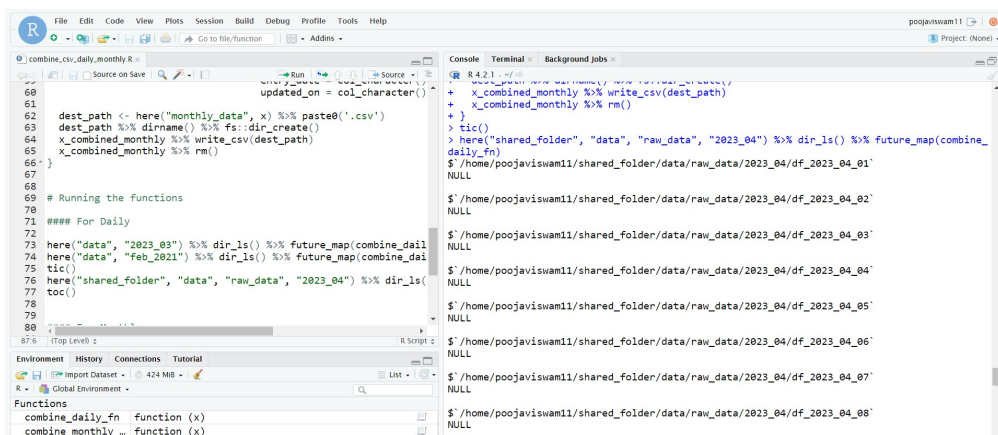 File Edit Code View Plots Session Build Debug Profile Tools Help
poojaviswam11
R
Go to file/function
Addins
Project: (None)
combine_csv_daily_monthly.R
Source on Save
Run
Source
60 updated_on = col_character()
61
62 dest_path <- here("monthly_data", x) %>% paste0('.csv')
63 dest_path %>% dirname() %>% fs::dir_create()
64 x_combined_monthly %>% write_csv(dest_path)
65 x_combined_monthly %>% rm()
66 }
67
68
69 # Running the functions
70
71 #### For Daily
72
73 here("data", "2023_03") %>% dir_ls() %>% future_map(combine_dail
74 here("data", "feb_2021") %>% dir_ls() %>% future_map(combine_dai
75 tic()
76 here("shared_folder", "data", "raw_data", "2023_04") %>% dir_ls(
77 toc()
78
79
80
87:6 (Top Level)
R Script
Environment History Connections Tutorial
Import Dataset
424 MiB
List
R
Global Environment
Functions
combine_daily_fn function (x)
combine_monthly_… function (x)
Console Terminal Background Jobs
R 4.2.1 · ~/
+ dest_path %>% dirname() %>% fs::dir_create()
+ x_combined_monthly %>% write_csv(dest_path)
+ x_combined_monthly %>% rm()
+ }
> tic()
> here("shared_folder", "data", "raw_data", "2023_04") %>% dir_ls() %>% future_map(combine_
daily_fn)
$`/home/poojaviswam11/shared_folder/data/raw_data/2023_04/df_2023_04_01`
NULL
$`/home/poojaviswam11/shared_folder/data/raw_data/2023_04/df_2023_04_02`
NULL
$`/home/poojaviswam11/shared_folder/data/raw_data/2023_04/df_2023_04_03`
NULL
$`/home/poojaviswam11/shared_folder/data/raw_data/2023_04/df_2023_04_04`
NULL
$`/home/poojaviswam11/shared_folder/data/raw_data/2023_04/df_2023_04_05`
NULL
$`/home/poojaviswam11/shared_folder/data/raw_data/2023_04/df_2023_04_06`
NULL
$`/home/poojaviswam11/shared_folder/data/raw_data/2023_04/df_2023_04_07`
NULL
$`/home/poojaviswam11/shared_folder/data/raw_data/2023_04/df_2023_04_08`
NULL